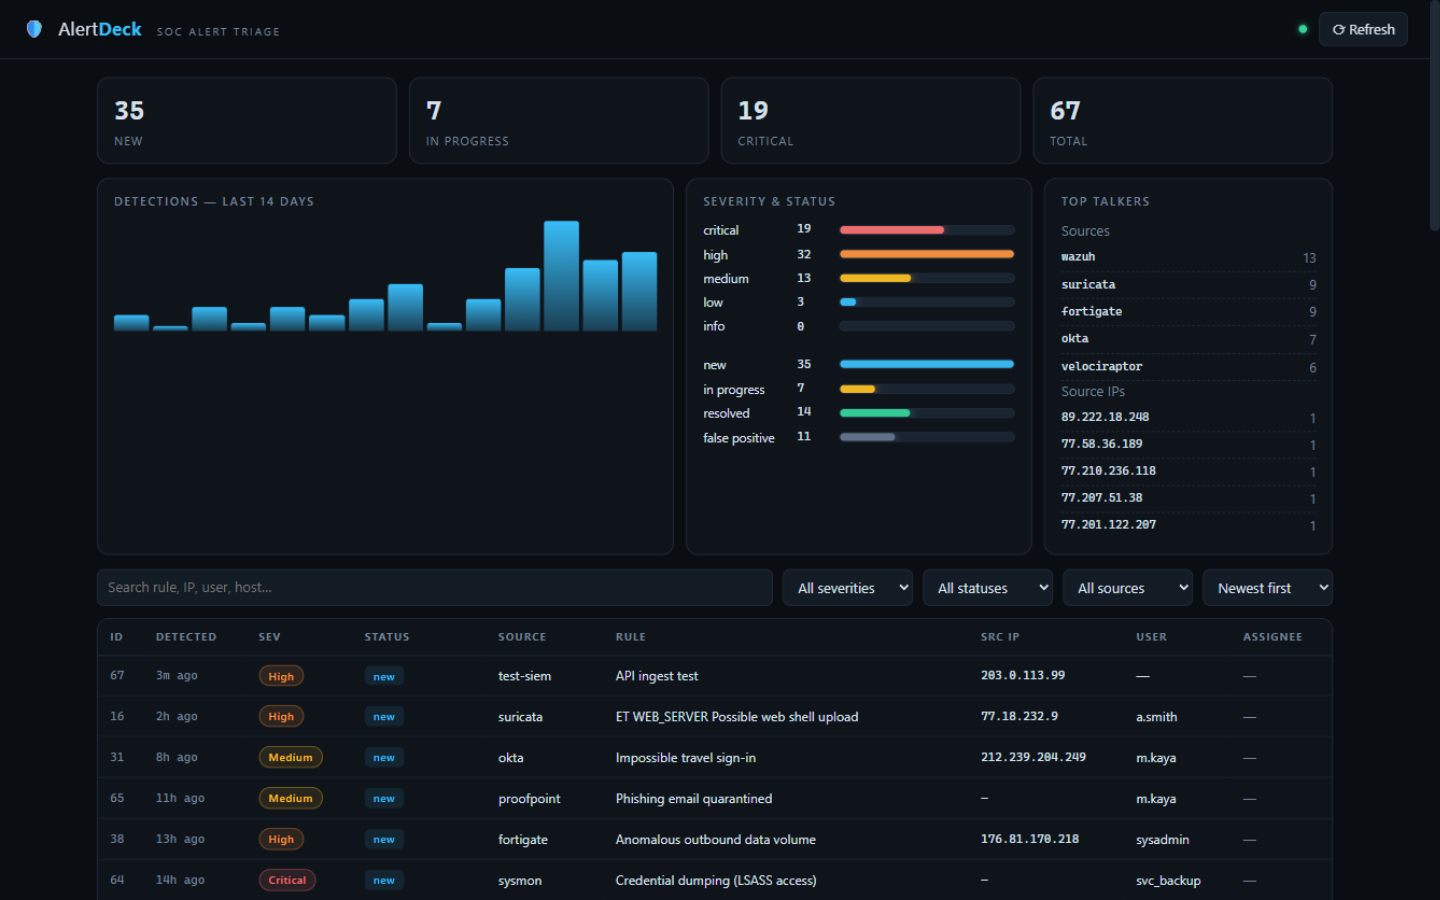 AlertDeck SOC ALERT TRIAGE
⟳ Refresh
35
NEW
7
IN PROGRESS
19
CRITICAL
67
TOTAL
DETECTIONS — LAST 14 DAYS
SEVERITY & STATUS
critical 19
high 32
medium 13
low 3
info 0
new 35
in progress 7
resolved 14
false positive 11
TOP TALKERS
Sources
wazuh 13
suricata 9
fortigate 9
okta 7
velociraptor 6
Source IPs
89.222.18.248 1
77.58.36.189 1
77.210.236.118 1
77.207.51.38 1
77.201.122.207 1
Search rule, IP, user, host...
All severities
All statuses
All sources
Newest first
ID DETECTED SEV STATUS SOURCE RULE SRC IP USER ASSIGNEE
67 3m ago High new test-siem API ingest test 203.0.113.99 — —
16 2h ago High new suricata ET WEB_SERVER Possible web shell upload 77.18.232.9 a.smith —
31 8h ago Medium new okta Impossible travel sign-in 212.239.204.249 m.kaya —
65 11h ago Medium new proofpoint Phishing email quarantined – m.kaya —
38 13h ago High new fortigate Anomalous outbound data volume 176.81.170.218 sysadmin —
64 14h ago Critical new sysmon Credential dumping (LSASS access) – svc_backup —